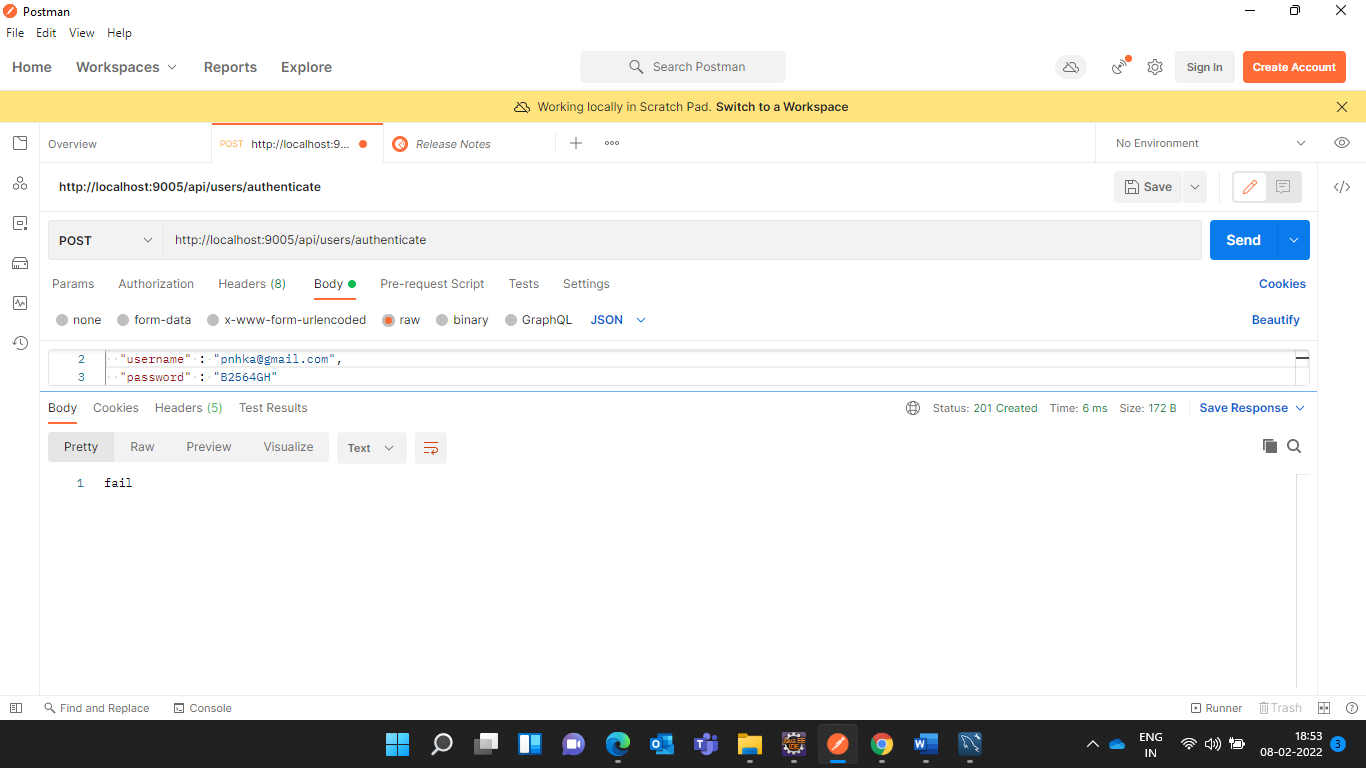 Postman
File Edit View Help
Home Workspaces Reports Explore Search Postman Sign In Create Account
Working locally in Scratch Pad. Switch to a Workspace
Overview POST http://localhost:9... Release Notes No Environment
http://localhost:9005/api/users/authenticate Save
POST http://localhost:9005/api/users/authenticate Send
Params Authorization Headers (8) Body Pre-request Script Tests Settings Cookies
none form-data x-www-form-urlencoded raw binary GraphQL JSON Beautify
2 "username" : "pnhka@gmail.com",
3 "password" : "B2564GH"
Body Cookies Headers (5) Test Results Status: 201 Created Time: 6 ms Size: 172 B Save Response
Pretty Raw Preview Visualize Text
1 fail
Find and Replace Console Runner Trash
ENG 18:53
IN 08-02-2022 3